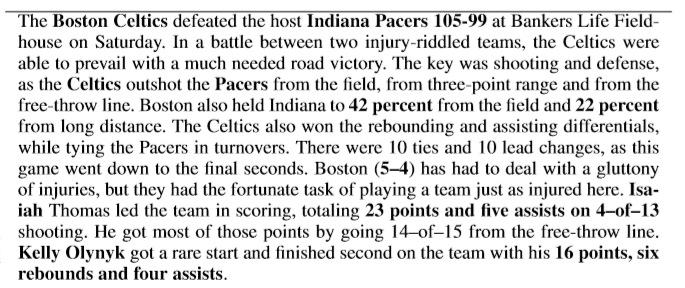 The Boston Celtics defeated the host Indiana Pacers 105-99 at Bankers Life Field-
house on Saturday. In a battle between two injury-riddled teams, the Celtics were
able to prevail with a much needed road victory. The key was shooting and defense,
as the Celtics outshot the Pacers from the field, from three-point range and from the
free-throw line. Boston also held Indiana to 42 percent from the field and 22 percent
from long distance. The Celtics also won the rebounding and assisting differentials,
while tying the Pacers in turnovers. There were 10 ties and 10 lead changes, as this
game went down to the final seconds. Boston (5–4) has had to deal with a gluttony
of injuries, but they had the fortunate task of playing a team just as injured here. Isa-
iah Thomas led the team in scoring, totaling 23 points and five assists on 4–of–13
shooting. He got most of those points by going 14–of–15 from the free-throw line.
Kelly Olynyk got a rare start and finished second on the team with his 16 points, six
rebounds and four assists.